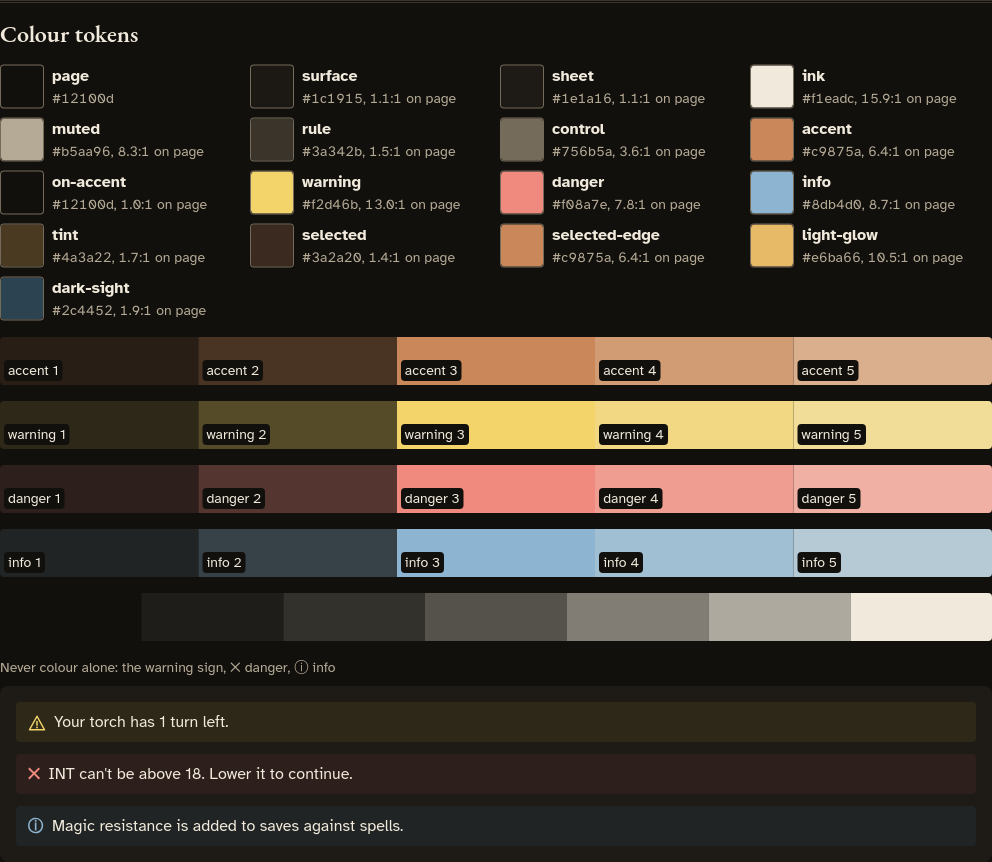 Colour tokens
page
#12100d
surface
#1c1915, 1.1:1 on page
sheet
#1e1a16, 1.1:1 on page
ink
#f1eadc, 15.9:1 on page
muted
#b5aa96, 8.3:1 on page
rule
#3a342b, 1.5:1 on page
control
#756b5a, 3.6:1 on page
accent
#c9875a, 6.4:1 on page
on-accent
#12100d, 1.0:1 on page
warning
#f2d46b, 13.0:1 on page
danger
#f08a7e, 7.8:1 on page
info
#8db4d0, 8.7:1 on page
tint
#4a3a22, 1.7:1 on page
selected
#3a2a20, 1.4:1 on page
selected-edge
#c9875a, 6.4:1 on page
light-glow
#e6ba66, 10.5:1 on page
dark-sight
#2c4452, 1.9:1 on page
accent 1
accent 2
accent 3
accent 4
accent 5
warning 1
warning 2
warning 3
warning 4
warning 5
danger 1
danger 2
danger 3
danger 4
danger 5
info 1
info 2
info 3
info 4
info 5
Never colour alone: the warning sign, ✕ danger, ⓘ info
⚠ Your torch has 1 turn left.
✕ INT can't be above 18. Lower it to continue.
ⓘ Magic resistance is added to saves against spells.